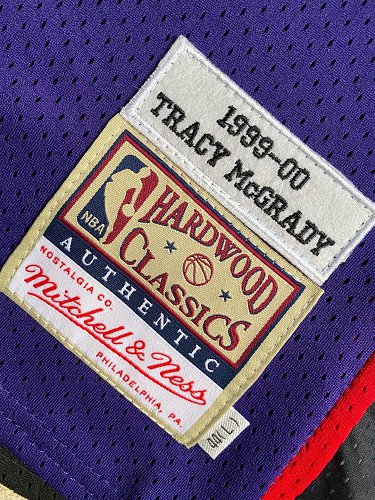 1999-00
TRACY McGRADY
NBA
HARDWOOD
CLASSICS
AUTHENTIC
NOSTALGIA CO.
Mitchell & Ness
PHILADELPHIA, PA.